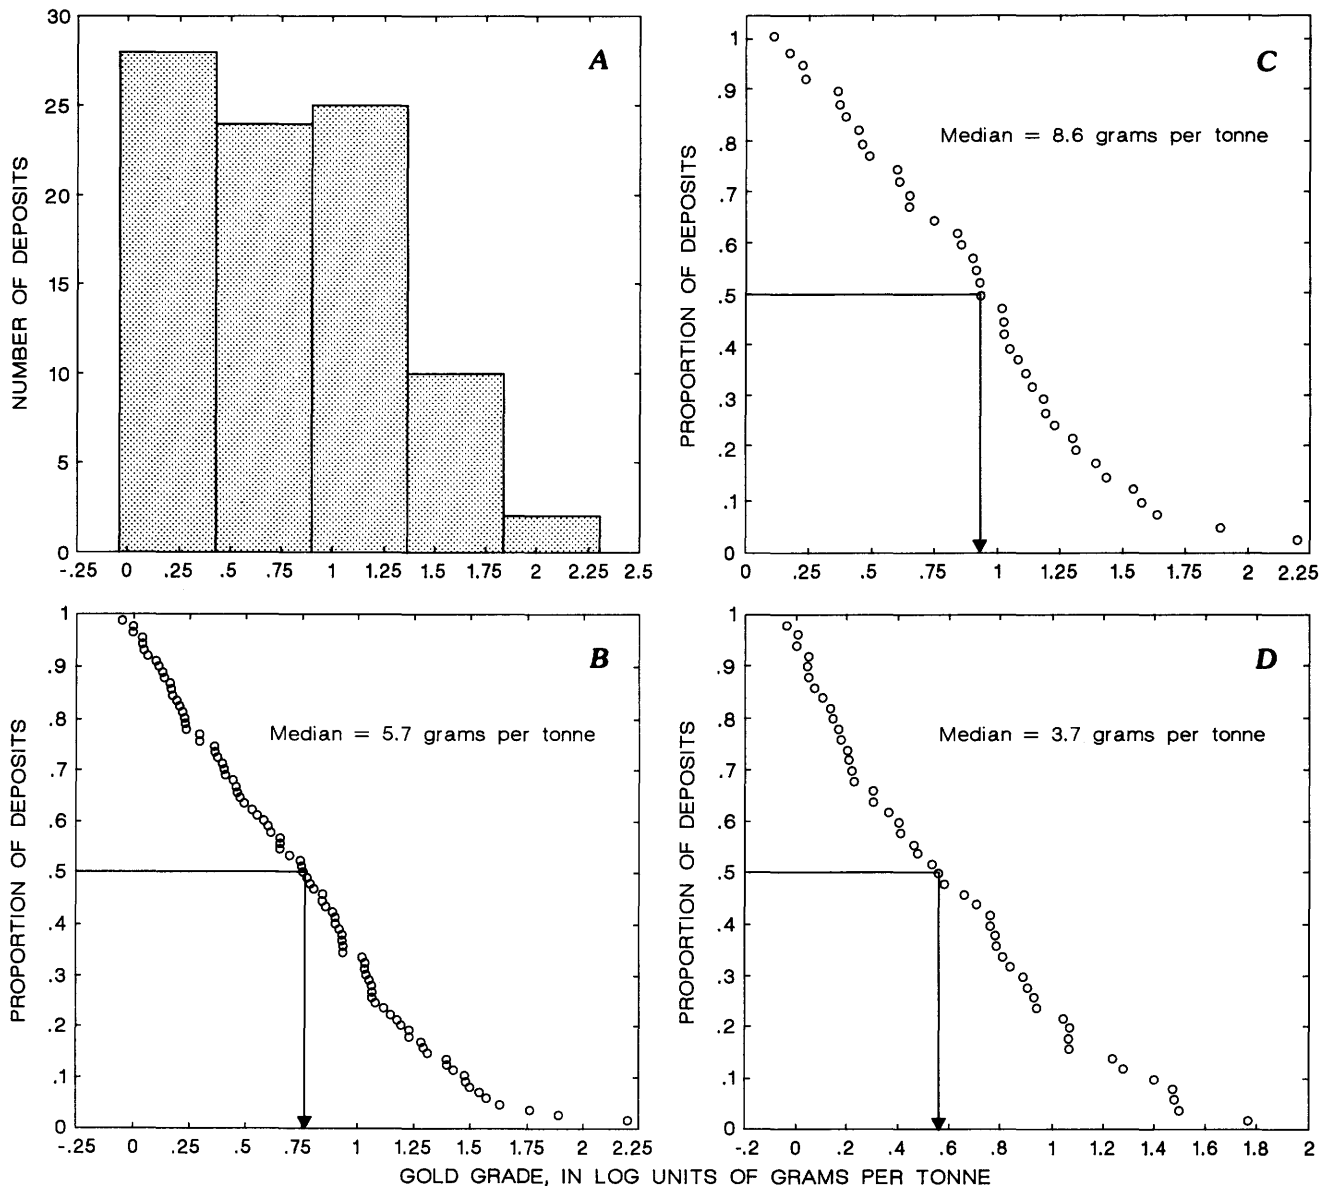 A
NUMBER OF DEPOSITS
30
25
20
15
10
5
0
-.25 0 .25 .5 .75 1 1.25 1.5 1.75 2 2.25 2.5
C
Median = 8.6 grams per tonne
PROPORTION OF DEPOSITS
1
.9
.8
.7
.6
.5
.4
.3
.2
.1
0
0 .25 .5 .75 1 1.25 1.5 1.75 2 2.25
B
Median = 5.7 grams per tonne
PROPORTION OF DEPOSITS
1
.9
.8
.7
.6
.5
.4
.3
.2
.1
0
-.25 0 .25 .5 .75 1 1.25 1.5 1.75 2 2.25
D
Median = 3.7 grams per tonne
PROPORTION OF DEPOSITS
1
.9
.8
.7
.6
.5
.4
.3
.2
.1
0
-.2 0 .2 .4 .6 .8 1 1.2 1.4 1.6 1.8 2
GOLD GRADE, IN LOG UNITS OF GRAMS PER TONNE